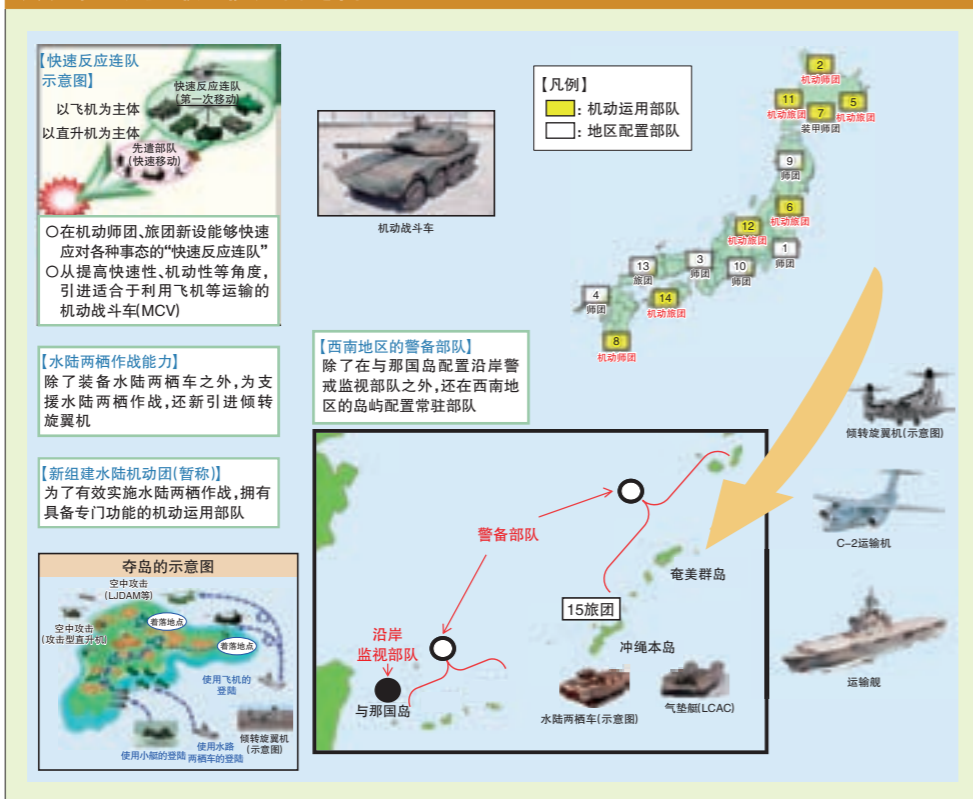 【快速反应连队
示意图】
快速反应连队
(第一次移动)
以飞机为主体
以直升机为主体
先遣部队
(快速移动)
○在机动师团、旅团新设能够快速
应对各种事态的“快速反应连队”
○从提高快速性、机动性等角度，
引进适合于利用飞机等运输的
机动战斗车(MCV)
机动战斗车
【凡例】
：机动运用部队
：地区配置部队
2
机动师团
11
机动旅团
5
机动旅团
7
装甲师团
9
师团
6
机动师团
12
机动旅团
1
师团
3
师团
10
师团
13
旅团
14
机动旅团
4
师团
8
机动师团
【水陆两栖作战能力】
除了装备水陆两栖车之外，为支
援水陆两栖作战，还新引进倾转
旋翼机
【新组建水陆机动团(暂称)】
为了有效实施水陆两栖作战，拥有
具备专门功能的机动运用部队
【西南地区的警备部队】
除了在与那国岛配置沿岸警
戒监视部队之外，还在西南地
区的岛屿配置常驻部队
警备部队
奄美群岛
15旅团
冲绳本岛
沿岸
监视部队
与那国岛
水陆两栖车(示意图)
气垫艇(LCAC)
倾转旋翼机(示意图)
C-2运输机
运输舰
夺岛的示意图
空中攻击
(LJDAM等)
空中攻击
(攻击型直升机)
着落地点
着落地点
使用飞机的
登陆
倾转旋翼机
(示意图)
使用小艇的登陆
使用水路
两栖车的登陆